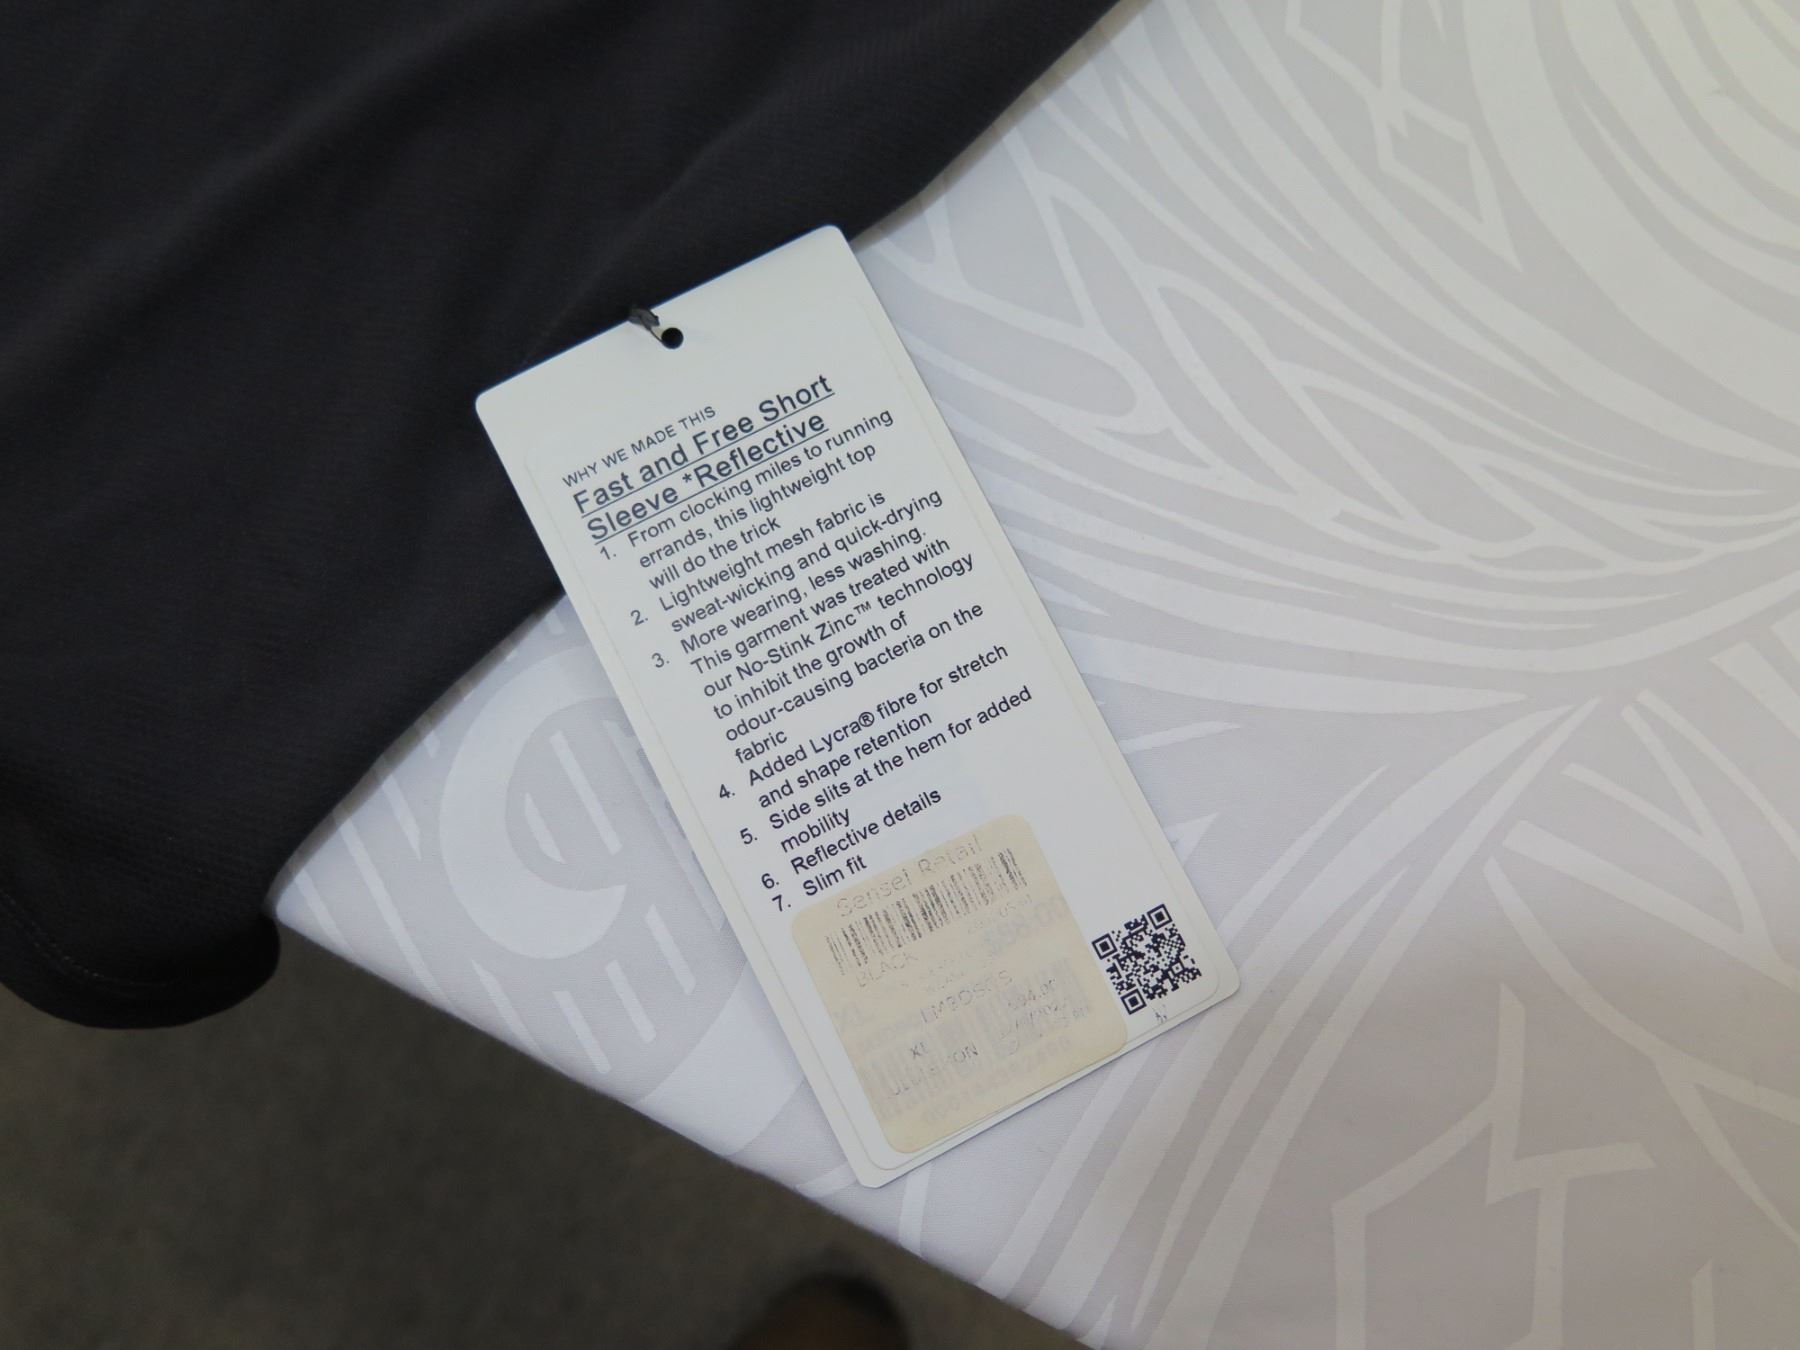 WHY WE MADE THIS
Fast and Free Short
Sleeve *Reflective
1. From clocking miles to running
errands, this lightweight top
will do the trick
2. Lightweight mesh fabric is
sweat-wicking and quick-drying
3. More wearing, less washing.
This garment was treated with
our No-Stink Zinc™ technology
to inhibit the growth of
odour-causing bacteria on the
fabric
4. Added Lycra® fibre for stretch
and shape retention
5. Side slits at the hem for added
mobility
6. Reflective details
7. Slim fit
Sensei Retail
BLACK
XL
XL